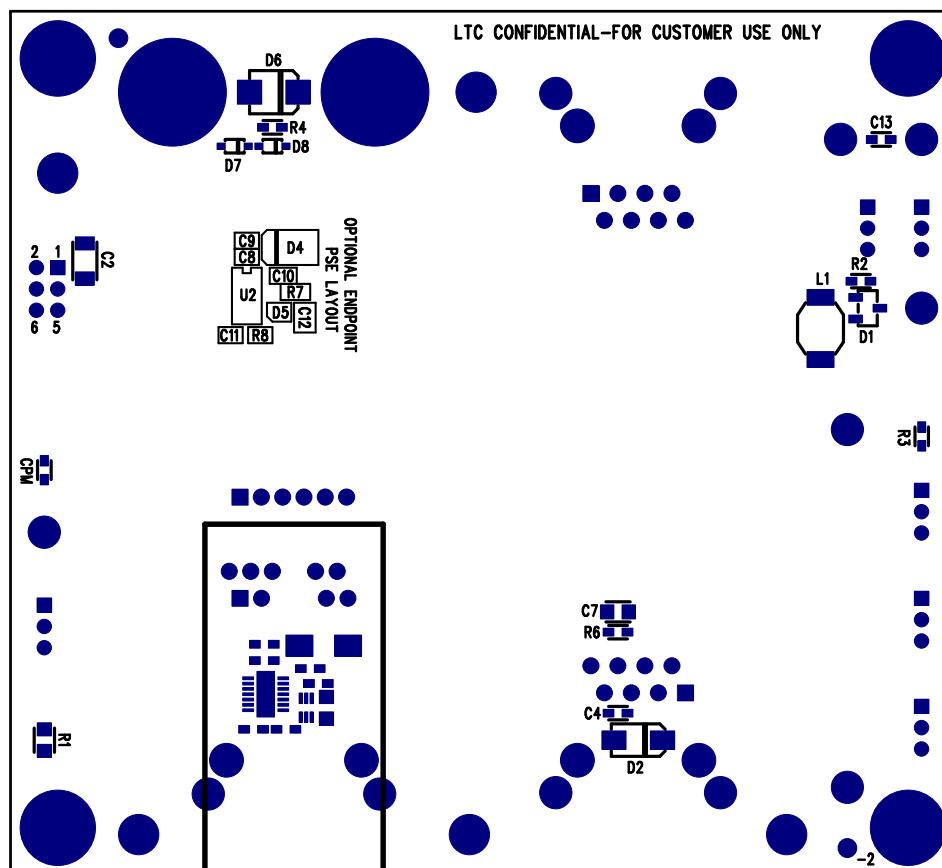 LTC CONFIDENTIAL-FOR CUSTOMER USE ONLY
D6
R4
D7
D8
C13
2 1
C2
6 5
C9
C8
D4
C10
U2
R7
D5
C12
C11
R8
OPTIONAL ENDPOINT
PSE LAYOUT
R2
L1
D1
R3
CPM
C7
R6
C4
D2
R1
-2